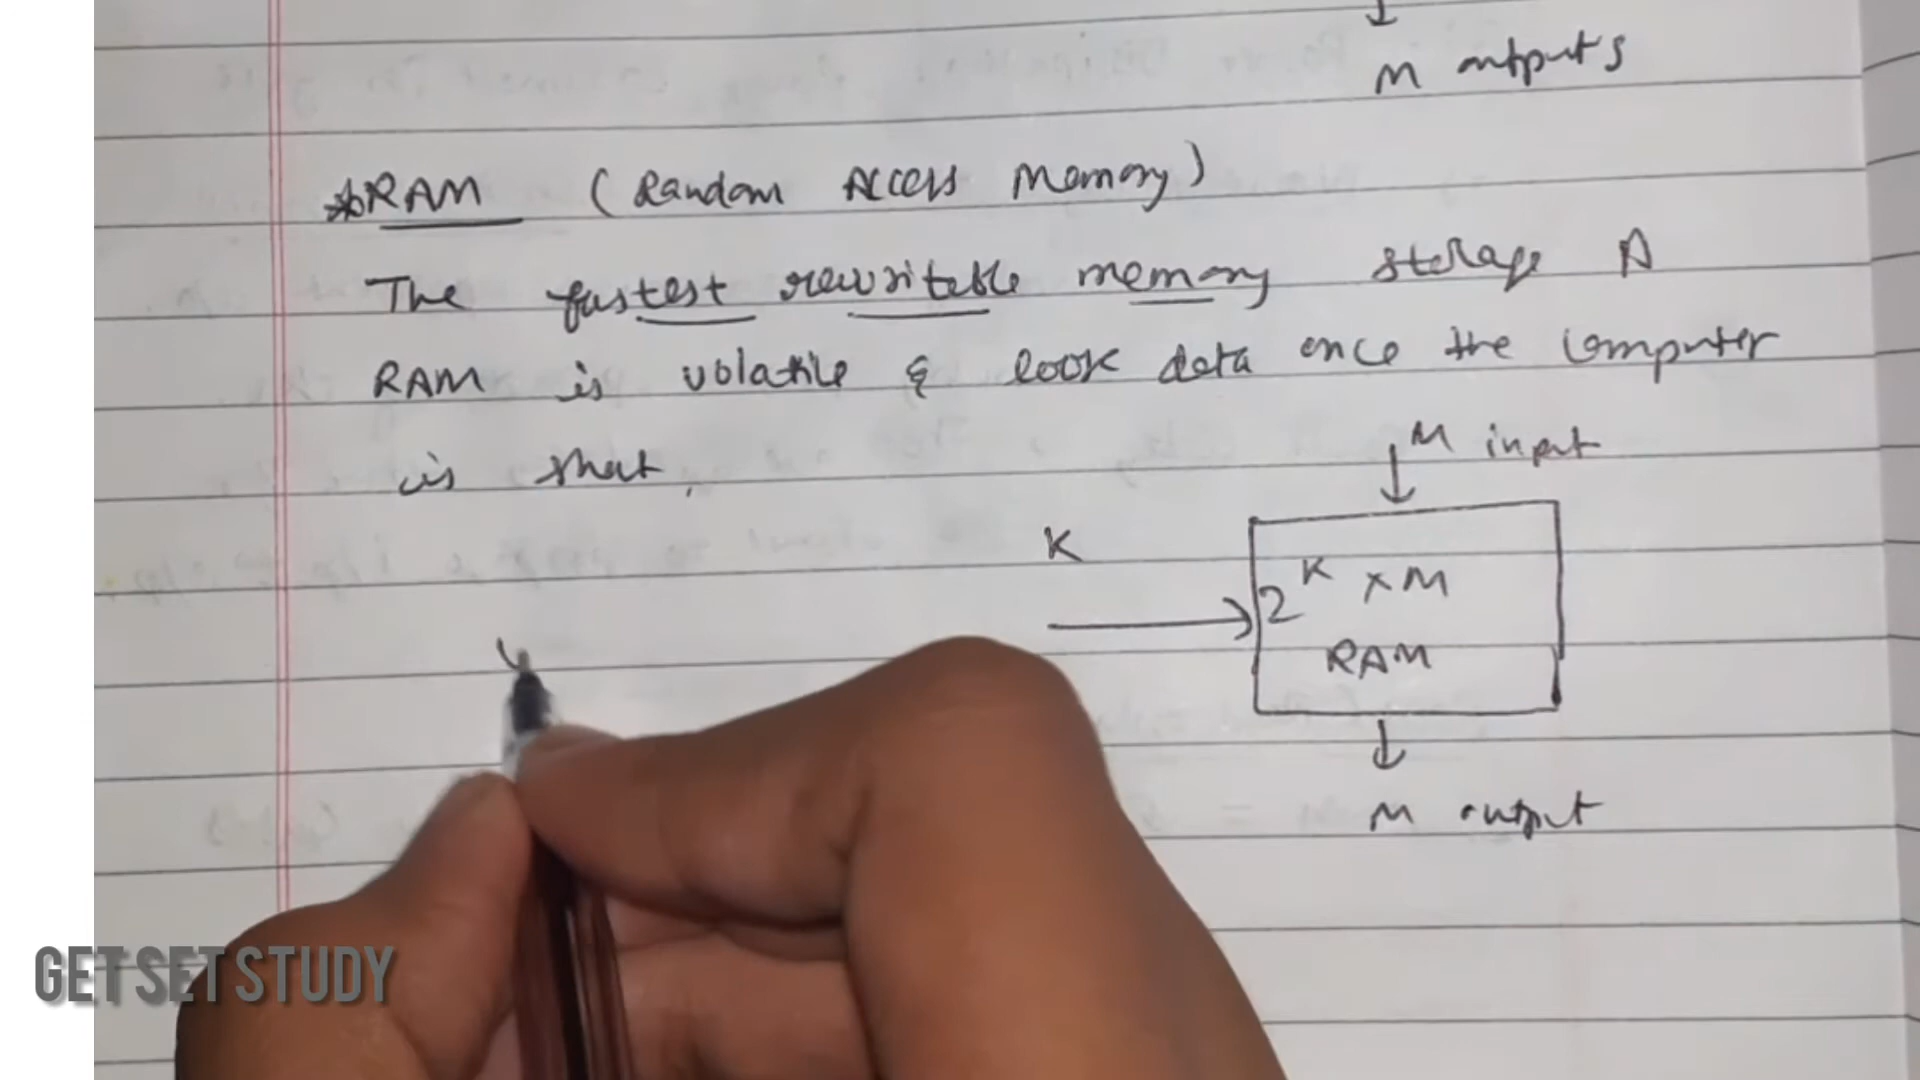 M outputs
RAM (Random Access Memory)
The fastest rewritable memory storage A
RAM is volatile & look data once the computer
is that.
M input
K
2^K x M
RAM
M output
GET SET STUDY